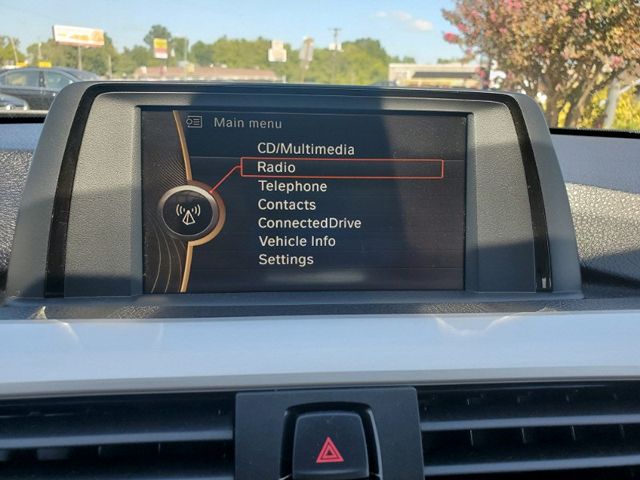 Main menu
CD/Multimedia
Radio
Telephone
Contacts
ConnectedDrive
Vehicle Info
Settings